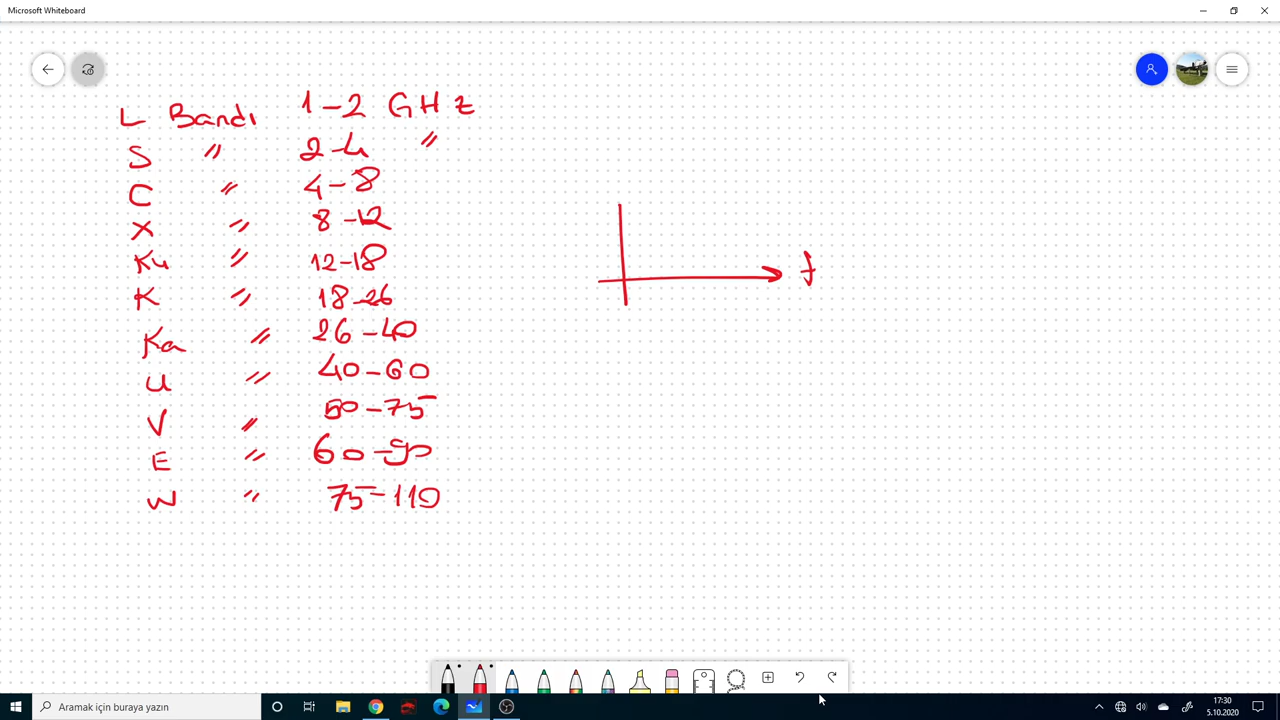 Microsoft Whiteboard
L Bandı 1-2 GHz
S " 2-4 "
C " 4-8
X " 8-12
Ku " 12-18
K " 18-26
Ka " 26-40
U " 40-60
V " 50-75
E " 60-90
W " 75-110
f
Aramak için buraya yazın
17:30
5.10.2020